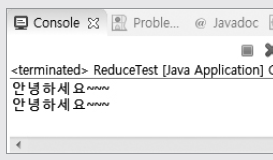 Console Proble... @ Javadoc
<terminated> ReduceTest [Java Application]
안녕하세요~~~
안녕하세요~~~